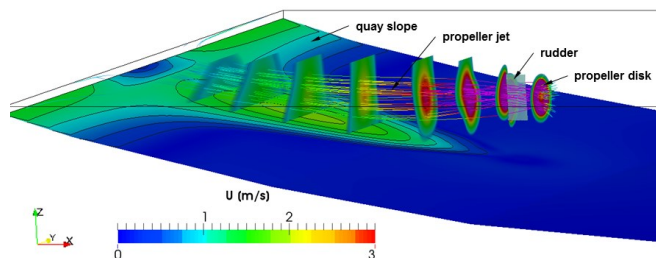 quay slope
propeller jet
rudder
propeller disk
U (m/s)
0 1 2 3
Z
Y X